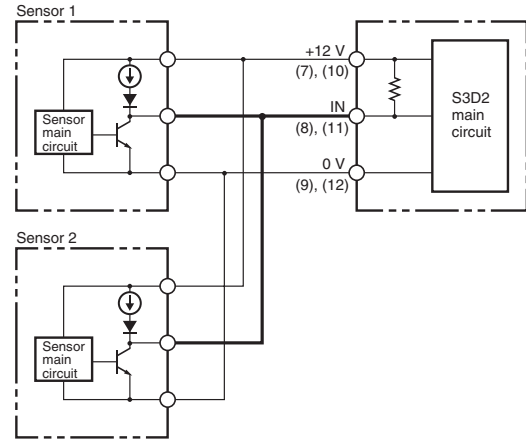 Sensor 1
+12 V
(7), (10)
IN
(8), (11)
0 V
(9), (12)
Sensor
main
circuit
S3D2
main
circuit
Sensor 2
Sensor
main
circuit